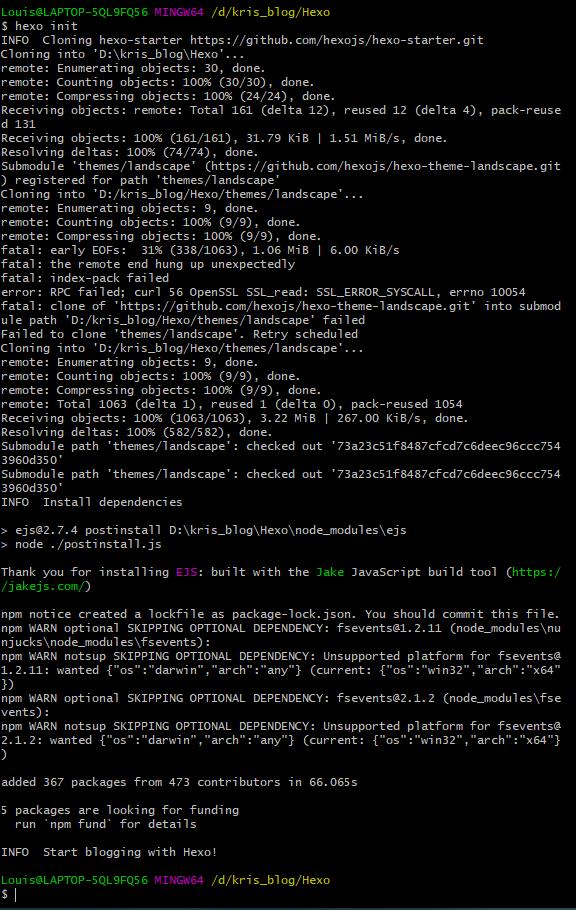 Louis@LAPTOP-5QL9FQ56 MINGW64 /d/kris_blog/Hexo
$ hexo init
INFO  Cloning hexo-starter https://github.com/hexojs/hexo-starter.git
Cloning into 'D:\kris_blog\Hexo'...
remote: Enumerating objects: 30, done.
remote: Counting objects: 100% (30/30), done.
remote: Compressing objects: 100% (24/24), done.
Receiving objects: remote: Total 161 (delta 12), reused 12 (delta 4), pack-reuse
d 131
Receiving objects: 100% (161/161), 31.79 KiB | 1.51 MiB/s, done.
Resolving deltas: 100% (74/74), done.
Submodule 'themes/landscape' (https://github.com/hexojs/hexo-theme-landscape.git
) registered for path 'themes/landscape'
Cloning into 'D:/kris_blog/Hexo/themes/landscape'...
remote: Enumerating objects: 9, done.
remote: Counting objects: 100% (9/9), done.
remote: Compressing objects: 100% (9/9), done.
fatal: early EOFs:  31% (338/1063), 1.06 MiB | 6.00 KiB/s
fatal: the remote end hung up unexpectedly
fatal: index-pack failed
error: RPC failed; curl 56 OpenSSL SSL_read: SSL_ERROR_SYSCALL, errno 10054
fatal: clone of 'https://github.com/hexojs/hexo-theme-landscape.git' into submod
ule path 'D:/kris_blog/Hexo/themes/landscape' failed
Failed to clone 'themes/landscape'. Retry scheduled
Cloning into 'D:/kris_blog/Hexo/themes/landscape'...
remote: Enumerating objects: 9, done.
remote: Counting objects: 100% (9/9), done.
remote: Compressing objects: 100% (9/9), done.
remote: Total 1063 (delta 1), reused 1 (delta 0), pack-reused 1054
Receiving objects: 100% (1063/1063), 3.22 MiB | 267.00 KiB/s, done.
Resolving deltas: 100% (582/582), done.
Submodule path 'themes/landscape': checked out '73a23c51f8487cfcd7c6deec96ccc754
3960d350'
Submodule path 'themes/landscape': checked out '73a23c51f8487cfcd7c6deec96ccc754
3960d350'
INFO  Install dependencies

> ejs@2.7.4 postinstall D:\kris_blog\Hexo\node_modules\ejs
> node ./postinstall.js

Thank you for installing EJS: built with the Jake JavaScript build tool (https:/
/jakejs.com/)

npm notice created a lockfile as package-lock.json. You should commit this file.
npm WARN optional SKIPPING OPTIONAL DEPENDENCY: fsevents@1.2.11 (node_modules\nu
njucks\node_modules\fsevents):
npm WARN notsup SKIPPING OPTIONAL DEPENDENCY: Unsupported platform for fsevents@
1.2.11: wanted {"os":"darwin","arch":"any"} (current: {"os":"win32","arch":"x64"
})
npm WARN optional SKIPPING OPTIONAL DEPENDENCY: fsevents@2.1.2 (node_modules\fse
vents):
npm WARN notsup SKIPPING OPTIONAL DEPENDENCY: Unsupported platform for fsevents@
2.1.2: wanted {"os":"darwin","arch":"any"} (current: {"os":"win32","arch":"x64"}
)

added 367 packages from 473 contributors in 66.065s

5 packages are looking for funding
  run `npm fund` for details

INFO  Start blogging with Hexo!

Louis@LAPTOP-5QL9FQ56 MINGW64 /d/kris_blog/Hexo
$